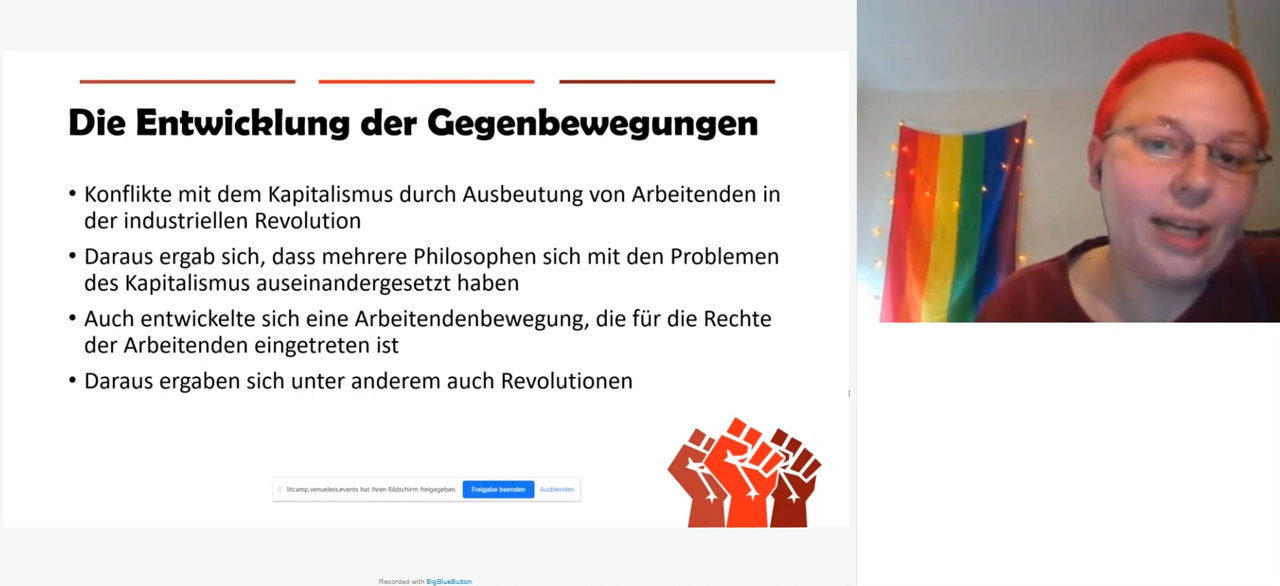 Die Entwicklung der Gegenbewegungen
• Konflikte mit dem Kapitalismus durch Ausbeutung von Arbeitenden in
der industriellen Revolution
• Daraus ergab sich, dass mehrere Philosophen sich mit den Problemen
des Kapitalismus auseinandergesetzt haben
• Auch entwickelte sich eine Arbeitendenbewegung, die für die Rechte
der Arbeitenden eingetreten ist
• Daraus ergaben sich unter anderem auch Revolutionen
litcamp.venueless.events hat Ihren Bildschirm freigegeben. Freigabe beenden Ausblenden
Recorded with BigBlueButton.